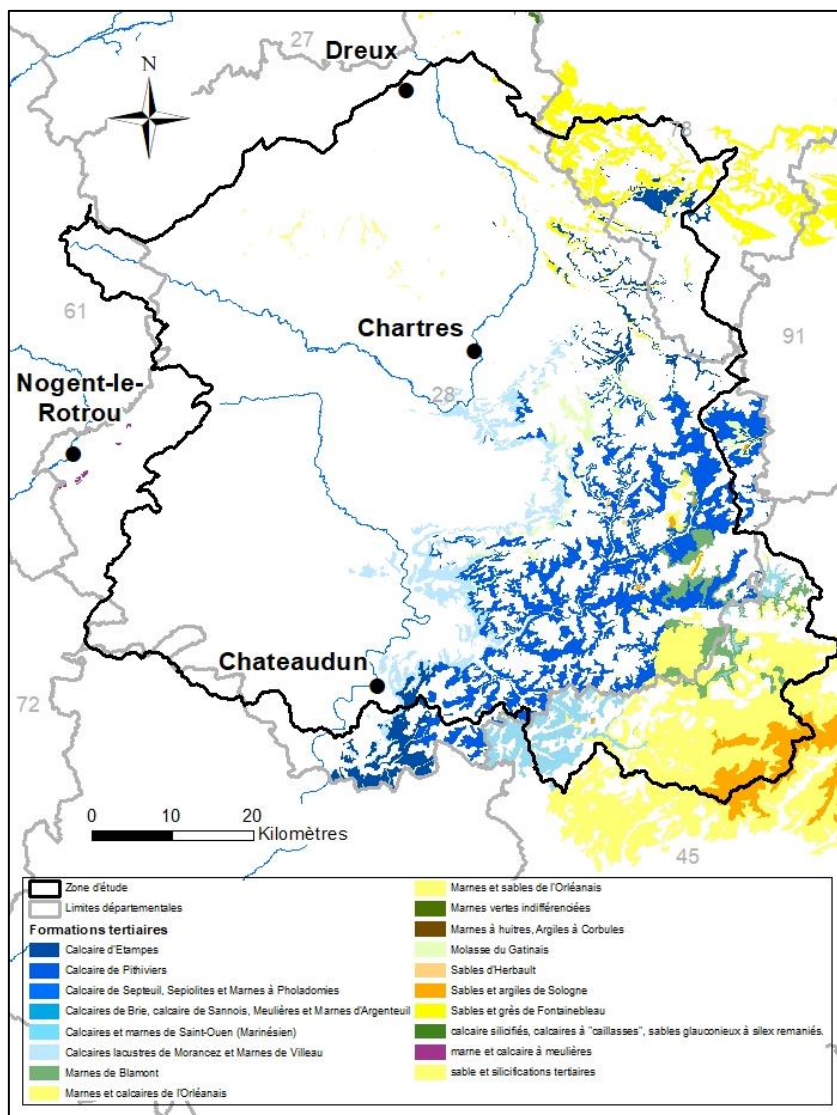 27
Dreux
N
78
61
Chartres
91
28
Nogent-le-
Rotrou
Chateaudun
72
0 10 20
Kilomètres
45
Zone d'étude
Limites départementales
Formations tertiaires
Calcaire d'Etampes
Calcaire de Pithiviers
Calcaire de Septeuil, Sepiolites et Marnes à Pholadomies
Calcaires de Brie, calcaire de Sannois, Meulières et Marnes d'Argenteuil
Calcaires et marnes de Saint-Ouen (Marinésien)
Calcaires lacustres de Morancez et Marnes de Villeau
Marnes de Blamont
Marnes et calcaires de l'Orléanais
Marnes et sables de l'Orléanais
Marnes vertes indifférenciées
Marnes à huitres, Argiles à Corbules
Molasse du Gatinais
Sables d'Herbault
Sables et argiles de Sologne
Sables et grès de Fontainebleau
calcaire silicifiés, calcaires à "caillasses", sables glauconieux à silex remaniés.
marne et calcaire à meulières
sable et silicifications tertiaires